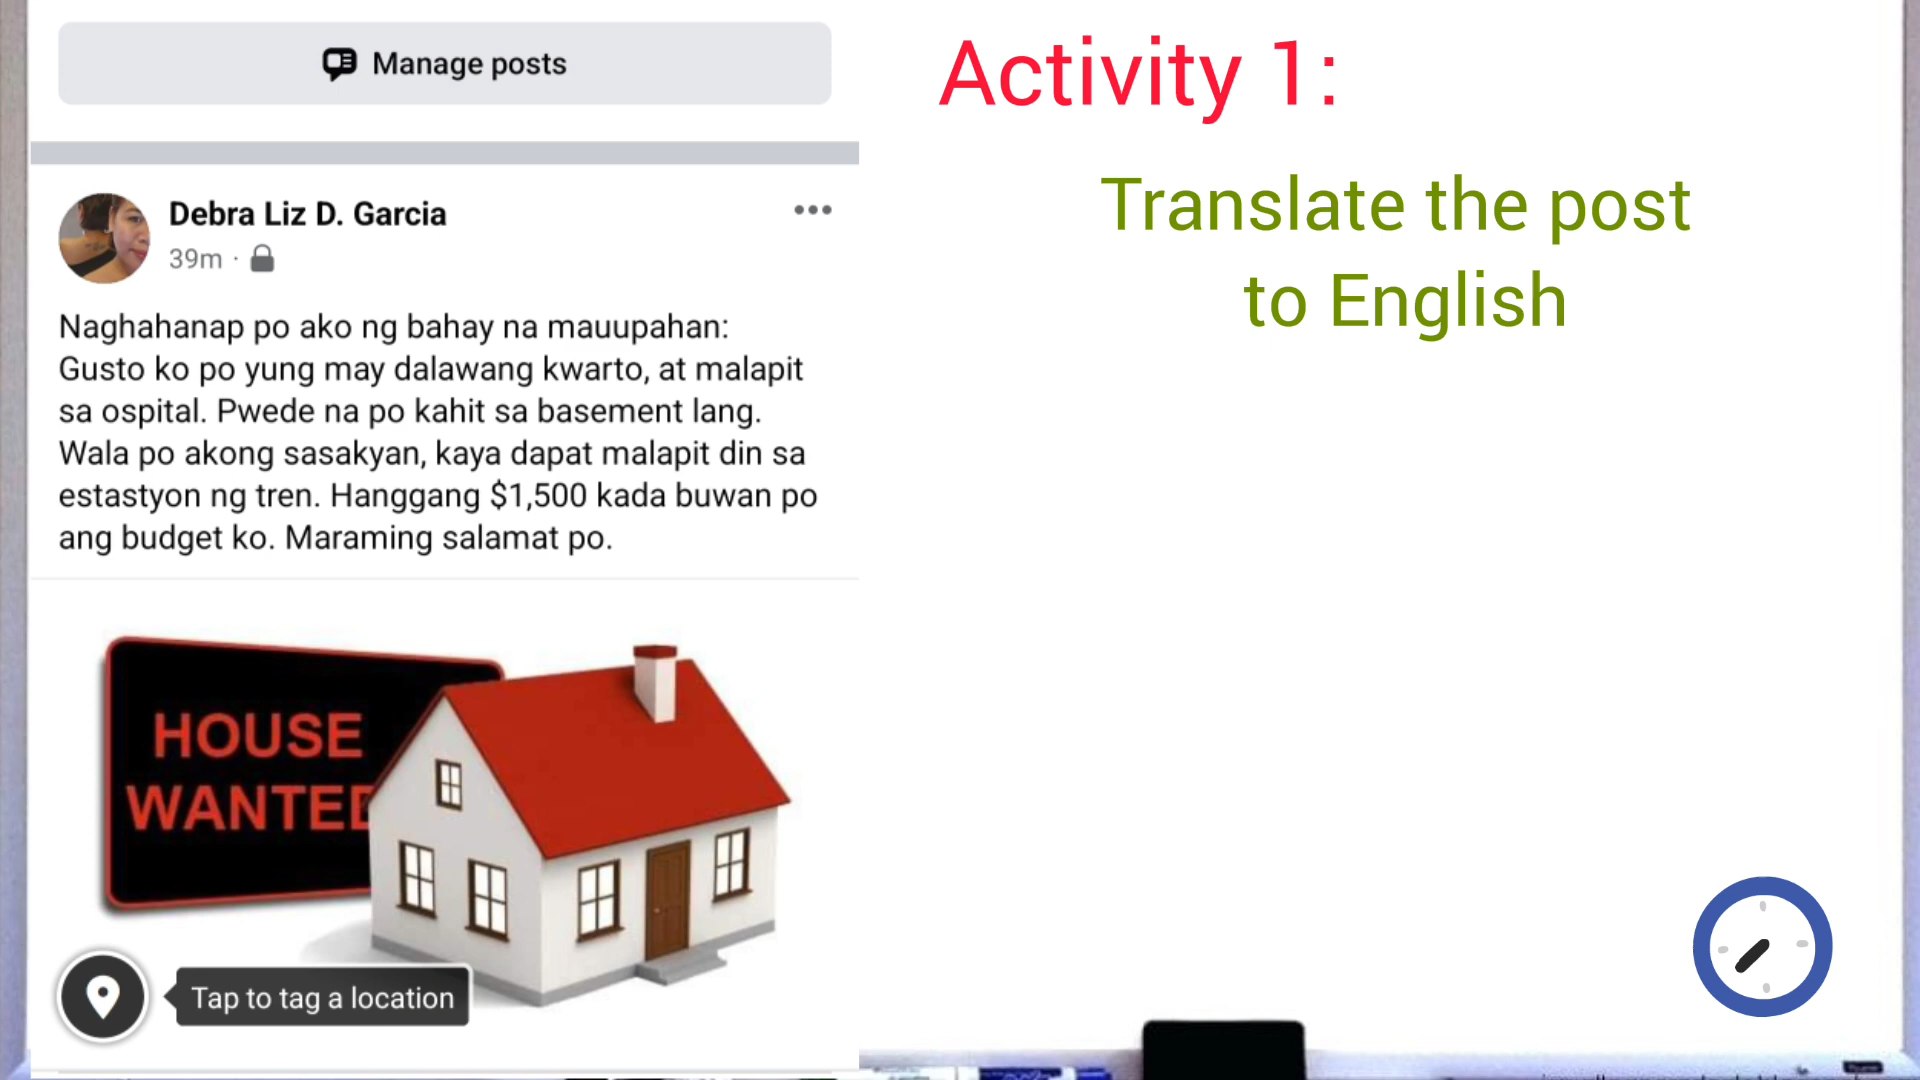 Manage posts
Debra Liz D. Garcia
39m ·
Naghahanap po ako ng bahay na mauupahan:
Gusto ko po yung may dalawang kwarto, at malapit
sa ospital. Pwede na po kahit sa basement lang.
Wala po akong sasakyan, kaya dapat malapit din sa
estastyon ng tren. Hanggang $1,500 kada buwan po
ang budget ko. Maraming salamat po.
HOUSE
WANTED
Tap to tag a location
Activity 1:
Translate the post
to English